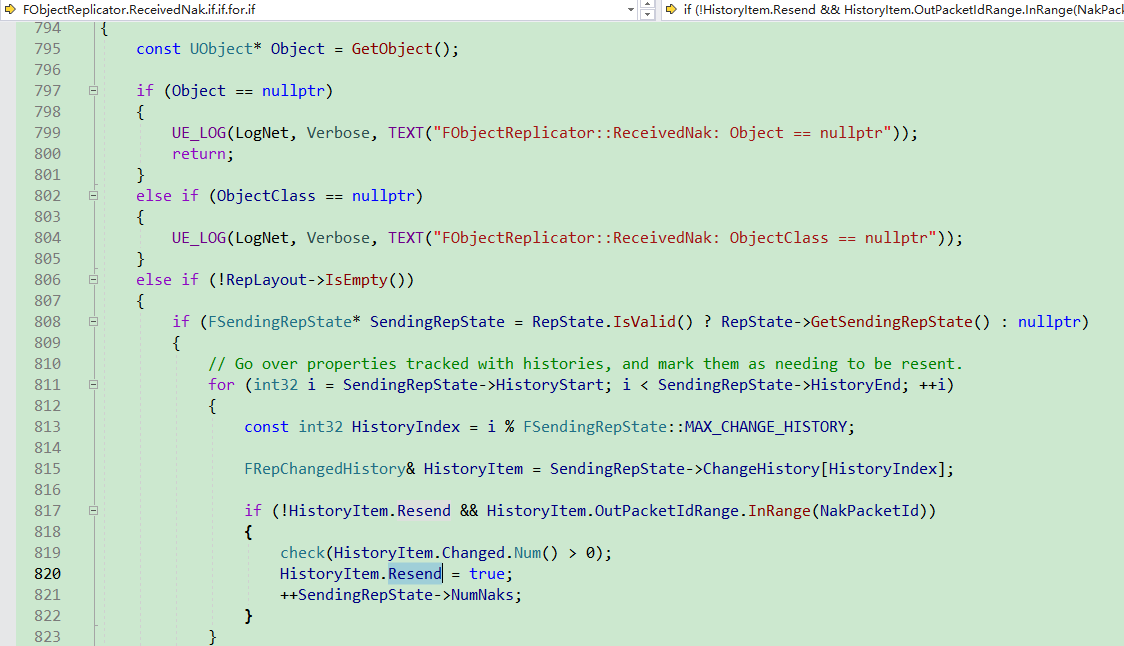 FObjectReplicator.ReceivedNak.if.if.for.if
if (!HistoryItem.Resend && HistoryItem.OutPacketIdRange.InRange(NakPac
794 {
795 const UObject* Object = GetObject();
796
797 if (Object == nullptr)
798 {
799 UE_LOG(LogNet, Verbose, TEXT("FObjectReplicator::ReceivedNak: Object == nullptr"));
800 return;
801 }
802 else if (ObjectClass == nullptr)
803 {
804 UE_LOG(LogNet, Verbose, TEXT("FObjectReplicator::ReceivedNak: ObjectClass == nullptr"));
805 }
806 else if (!RepLayout->IsEmpty())
807 {
808 if (FSendingRepState* SendingRepState = RepState.IsValid() ? RepState->GetSendingRepState() : nullptr)
809 {
810 // Go over properties tracked with histories, and mark them as needing to be resent.
811 for (int32 i = SendingRepState->HistoryStart; i < SendingRepState->HistoryEnd; ++i)
812 {
813 const int32 HistoryIndex = i % FSendingRepState::MAX_CHANGE_HISTORY;
814
815 FRepChangedHistory& HistoryItem = SendingRepState->ChangeHistory[HistoryIndex];
816
817 if (!HistoryItem.Resend && HistoryItem.OutPacketIdRange.InRange(NakPacketId))
818 {
819 check(HistoryItem.Changed.Num() > 0);
820 HistoryItem.Resend = true;
821 ++SendingRepState->NumNaks;
822 }
823 }